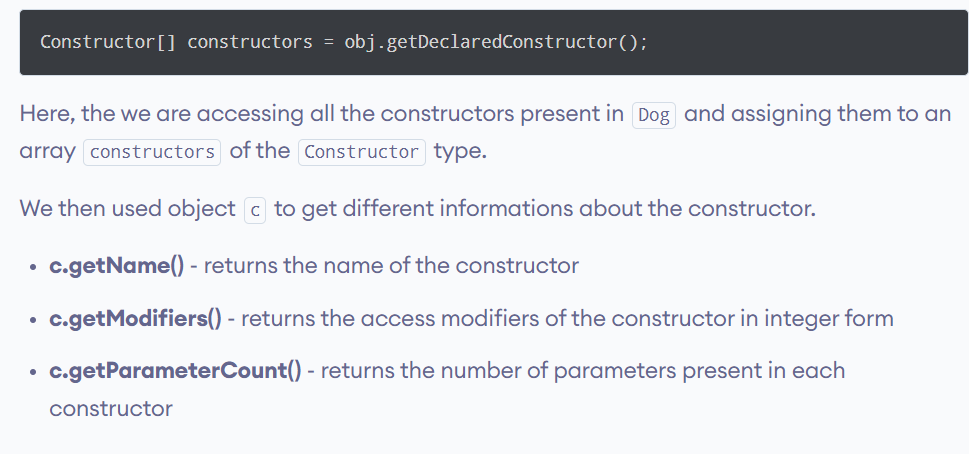 Constructor[] constructors = obj.getDeclaredConstructor();
Here, the we are accessing all the constructors present in Dog and assigning them to an
array constructors of the Constructor type.
We then used object c to get different informations about the constructor.
• c.getName() - returns the name of the constructor
• c.getModifiers() - returns the access modifiers of the constructor in integer form
• c.getParameterCount() - returns the number of parameters present in each
constructor